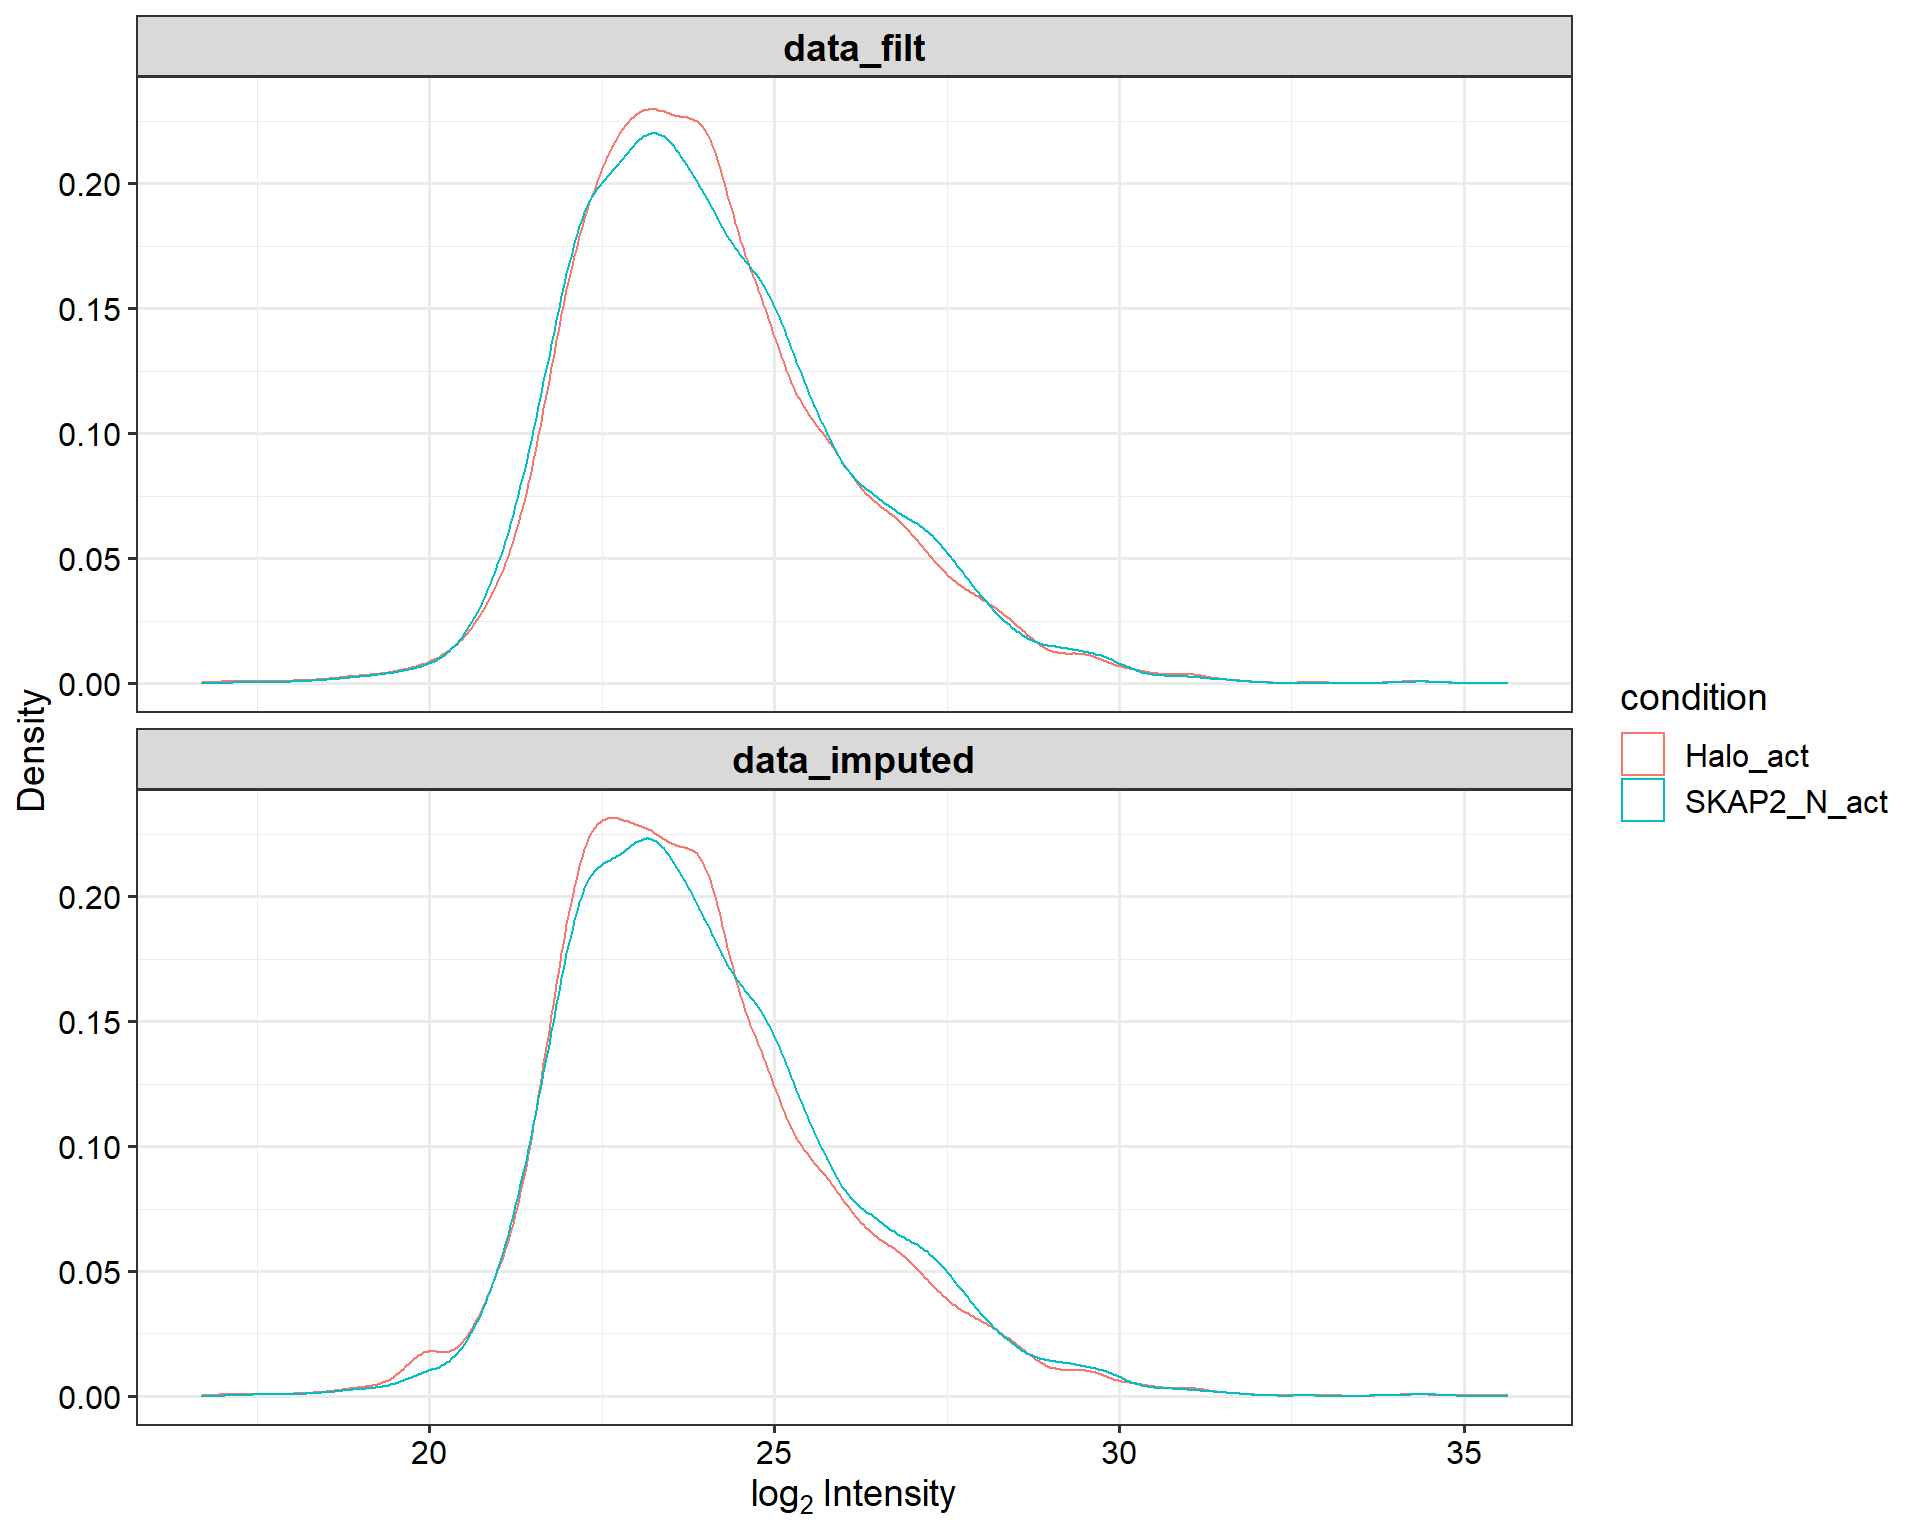 data_filt
0.20
0.15
0.10
0.05
0.00
data_imputed
0.20
0.15
0.10
0.05
0.00
Density
20 25 30 35
log₂ Intensity
condition
Halo_act
SKAP2_N_act